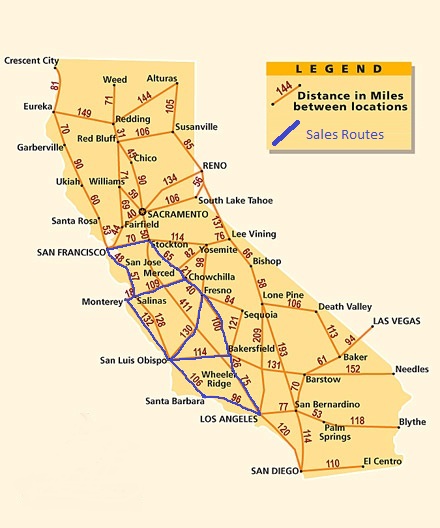 Crescent City
Weed
Alturas
LEGEND
144
Distance in Miles
between locations
Sales Routes
81
71
144
105
Eureka
149
Redding
31
106
Susanville
Red Bluff
70
85
Garberville
Chico
45
90
RENO
Ukiah
Williams
71
90
134
56
59
60
69
106
South Lake Tahoe
40
SACRAMENTO
Santa Rosa
137
53
44
Fairfield
50
76
Lee Vining
70
114
Stockton
SAN FRANCISCO
65
82
Yosemite
66
48
San Jose
98
Bishop
Merced
21
Chowchilla
57
109
40
58
18
Fresno
Monterey
Salinas
84
Lone Pine
106
Death Valley
411
Sequoia
132
128
100
121
113
LAS VEGAS
130
209
193
94
San Luis Obispo
114
Bakersfield
61
Baker
26
131
152
Needles
Wheeler
Ridge
75
70
Barstow
106
Santa Barbara
96
77
San Bernardino
LOS ANGELES
53
118
120
114
Palm
Springs
Blythe
110
El Centro
SAN DIEGO